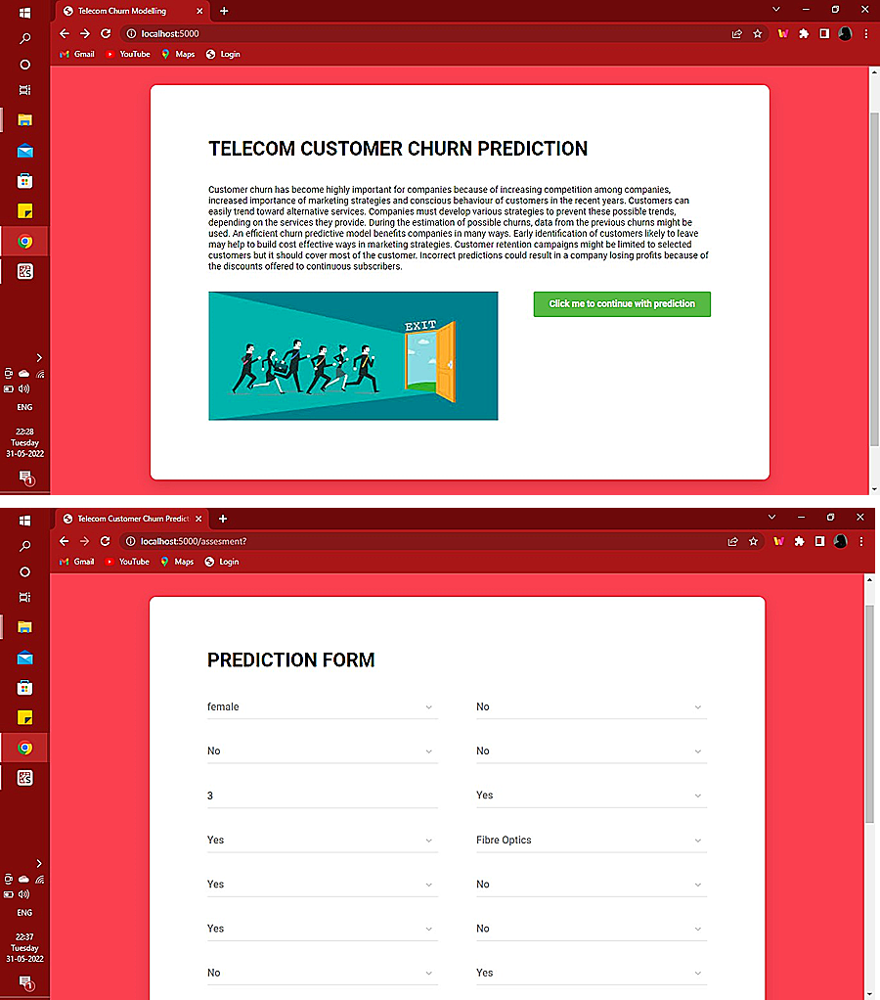 Telecom Churn Modelling
localhost:5000
Gmail YouTube Maps Login
TELECOM CUSTOMER CHURN PREDICTION
Customer churn has become highly important for companies because of increasing competition among companies,
increased importance of marketing strategies and conscious behaviour of customers in the recent years. Customers can
easily trend toward alternative services. Companies must develop various strategies to prevent these possible trends,
depending on the services they provide. During the estimation of possible churns, data from the previous churns might be
used. An efficient churn predictive model benefits companies in many ways. Early identification of customers likely to leave
may help to build cost effective ways in marketing strategies. Customer retention campaigns might be limited to selected
customers but it should cover most of the customer. Incorrect predictions could result in a company losing profits because of
the discounts offered to continuous subscribers.
EXIT
Click me to continue with prediction
ENG
22:28
Tuesday
31-05-2022
1
Telecom Customer Churn Predict
localhost:5000/assesment?
Gmail YouTube Maps Login
PREDICTION FORM
female No
No No
3 Yes
Yes Fibre Optics
Yes No
Yes No
No Yes
ENG
22:37
Tuesday
31-05-2022
1